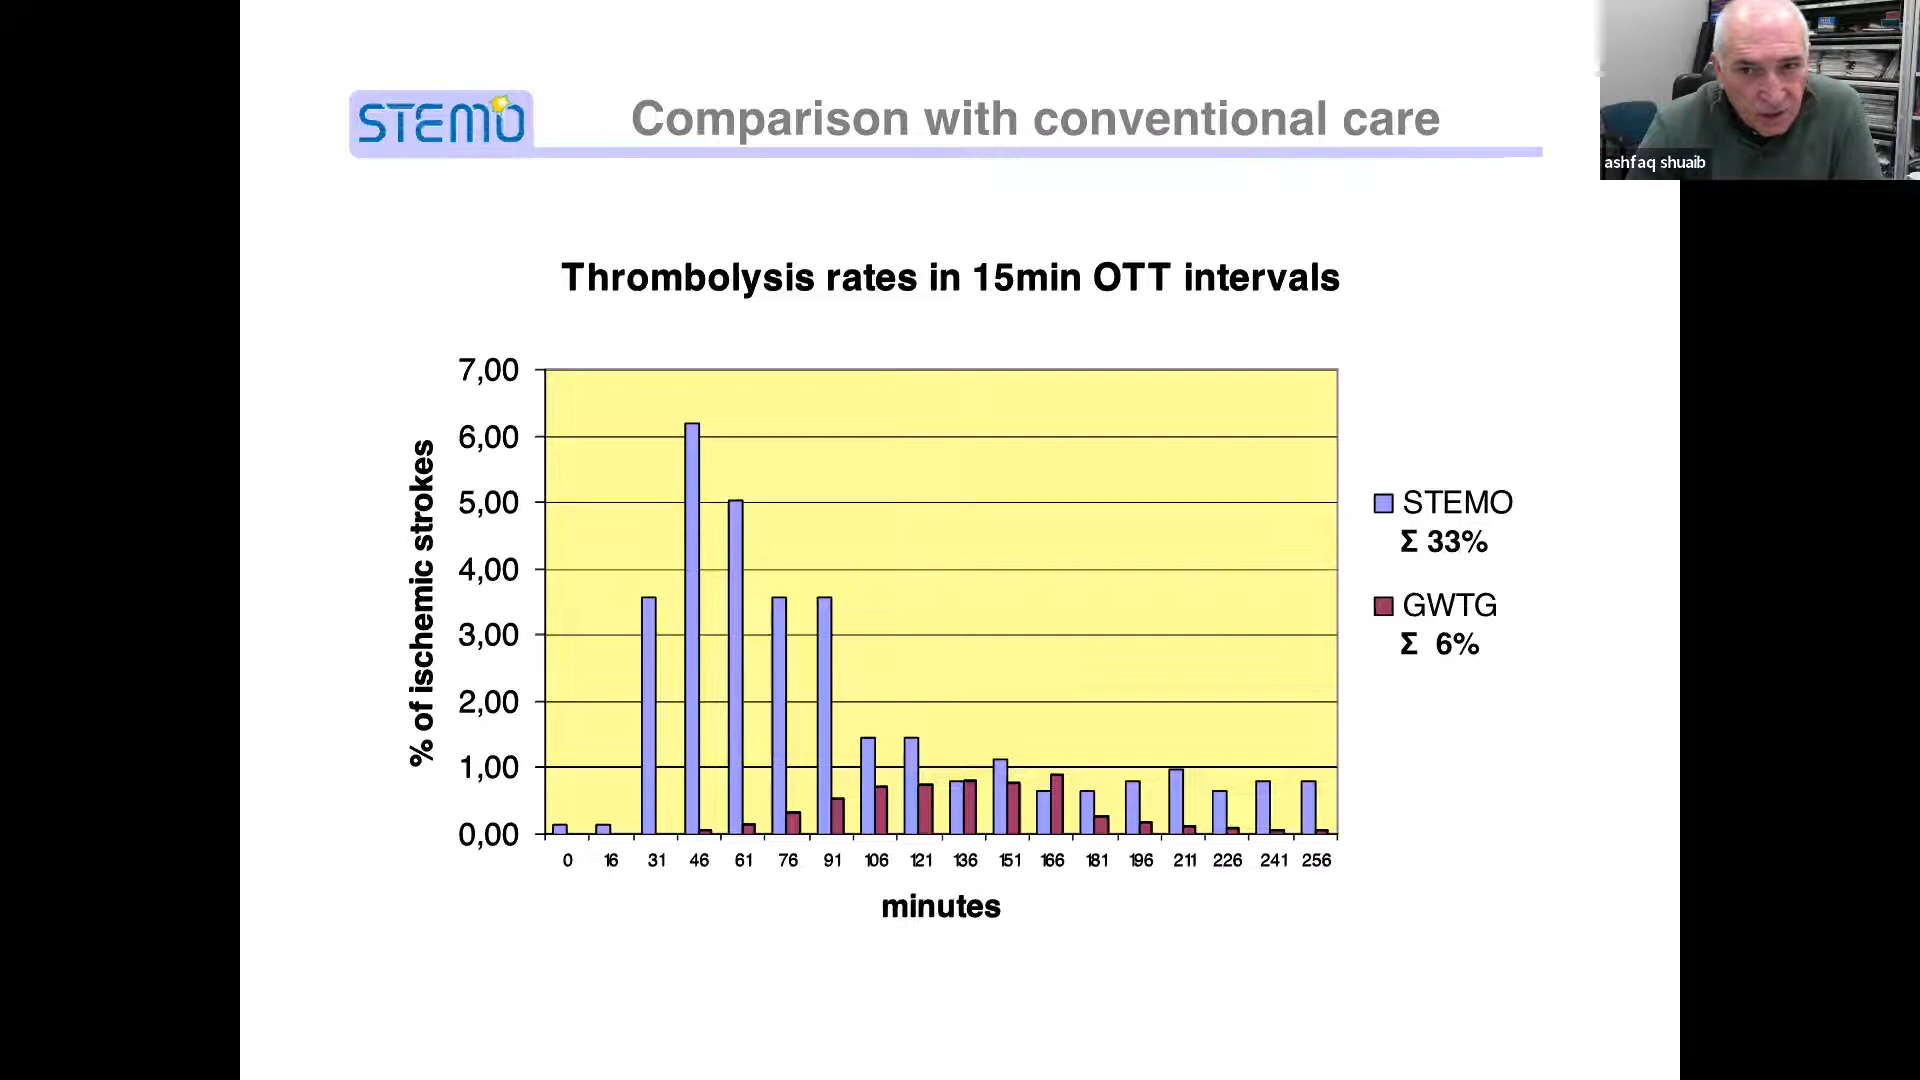 STEMO
Comparison with conventional care
ashfaq shuaib
Thrombolysis rates in 15min OTT intervals
% of ischemic strokes
7,00
6,00
5,00
4,00
3,00
2,00
1,00
0,00
0 16 31 46 61 76 91 106 121 136 151 166 181 196 211 226 241 256
minutes
STEMO
Σ 33%
GWTG
Σ 6%